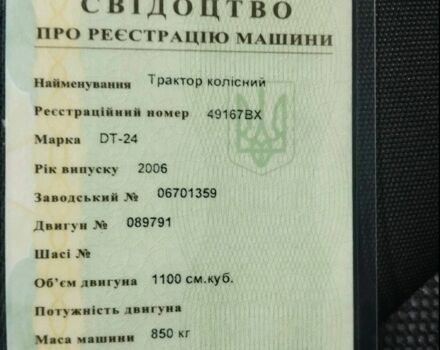 СВІДОЦТВО
ПРО РЕЄСТРАЦІЮ МАШИНИ
Найменування Трактор колісний
Реєстраційний номер 49167ВХ
Марка DT-24
Рік випуску 2006
Заводський № 06701359
Двигун № 089791
Шасі №
Об'єм двигуна 1100 см.куб.
Потужність двигуна
Маса машини 850 кг